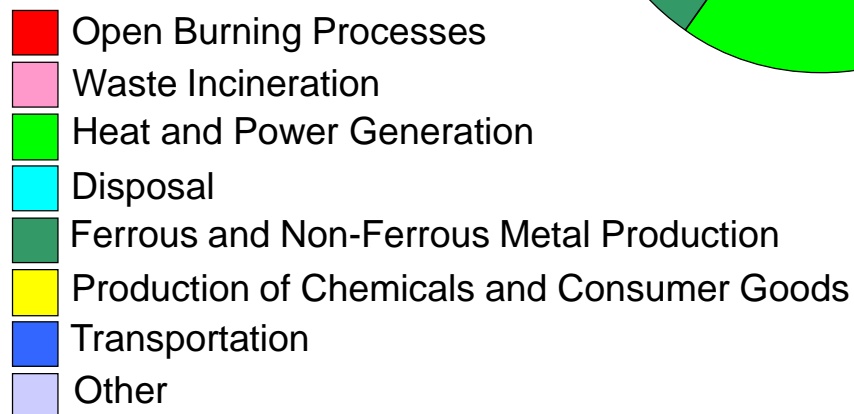 Open Burning Processes
Waste Incineration
Heat and Power Generation
Disposal
Ferrous and Non-Ferrous Metal Production
Production of Chemicals and Consumer Goods
Transportation
Other